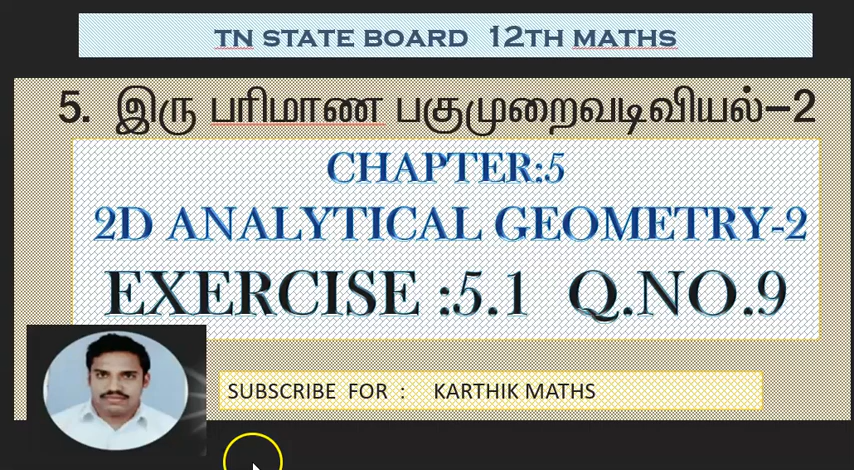 TN STATE BOARD 12TH MATHS
5. இரு பரிமாண பகுமுறைவடிவியல்–2
CHAPTER:5
2D ANALYTICAL GEOMETRY-2
EXERCISE :5.1 Q.NO.9
SUBSCRIBE FOR : KARTHIK MATHS